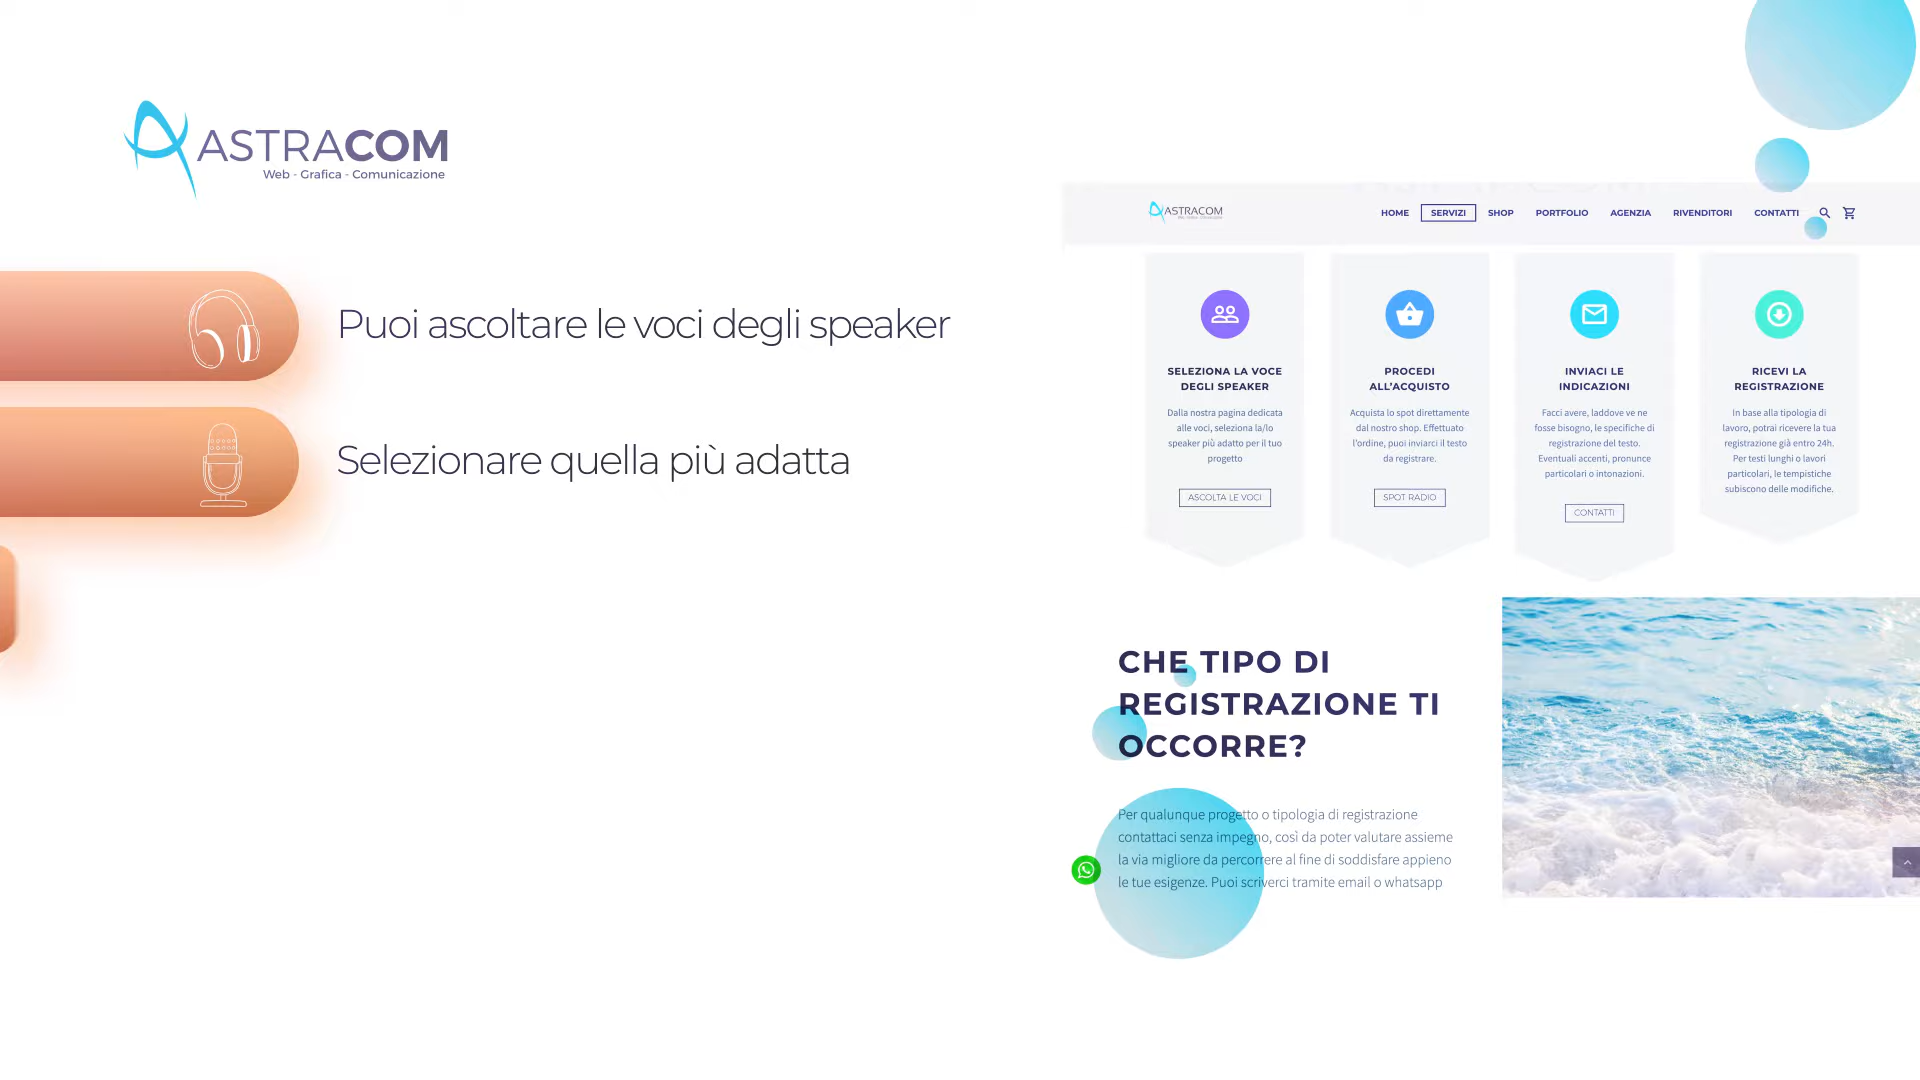 ASTRACOM
Web - Grafica - Comunicazione
Puoi ascoltare le voci degli speaker
Selezionare quella più adatta
ASTRACOM
HOME
SERVIZI
SHOP
PORTFOLIO
AGENZIA
RIVENDITORI
CONTATTI
SELEZIONA LA VOCE
DEGLI SPEAKER
Dalla nostra pagina dedicata
alle voci, seleziona la/lo
speaker più adatto per il tuo
progetto
ASCOLTA LE VOCI
PROCEDI
ALL'ACQUISTO
Acquista lo spot direttamente
dal nostro shop. Effettuato
l'ordine, puoi inviarci il testo
da registrare.
SPOT RADIO
INVIACI LE
INDICAZIONI
Facci avere, laddove ve ne
fosse bisogno, le specifiche di
registrazione del testo.
Eventuali accenti, pronunce
particolari o intonazioni.
CONTATTI
RICEVI LA
REGISTRAZIONE
In base alla tipologia di
lavoro, potrai ricevere la tua
registrazione già entro 24h.
Per testi lunghi o lavori
particolari, le tempistiche
subiscono delle modifiche.
CHE TIPO DI
REGISTRAZIONE TI
OCCORRE?
Per qualunque progetto o tipologia di registrazione
contattaci senza impegno, così da poter valutare assieme
la via migliore da percorrere al fine di soddisfare appieno
le tue esigenze. Puoi scriverci tramite email o whatsapp